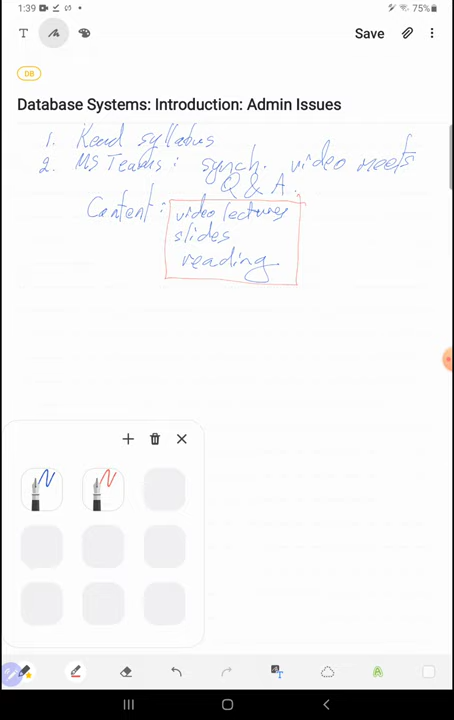 1:39
75%
T
Save
DB
Database Systems: Introduction: Admin Issues
1. Read syllabus
2. MS Teams: synch. video meets
Q & A.
Content: video lectures
slides
reading